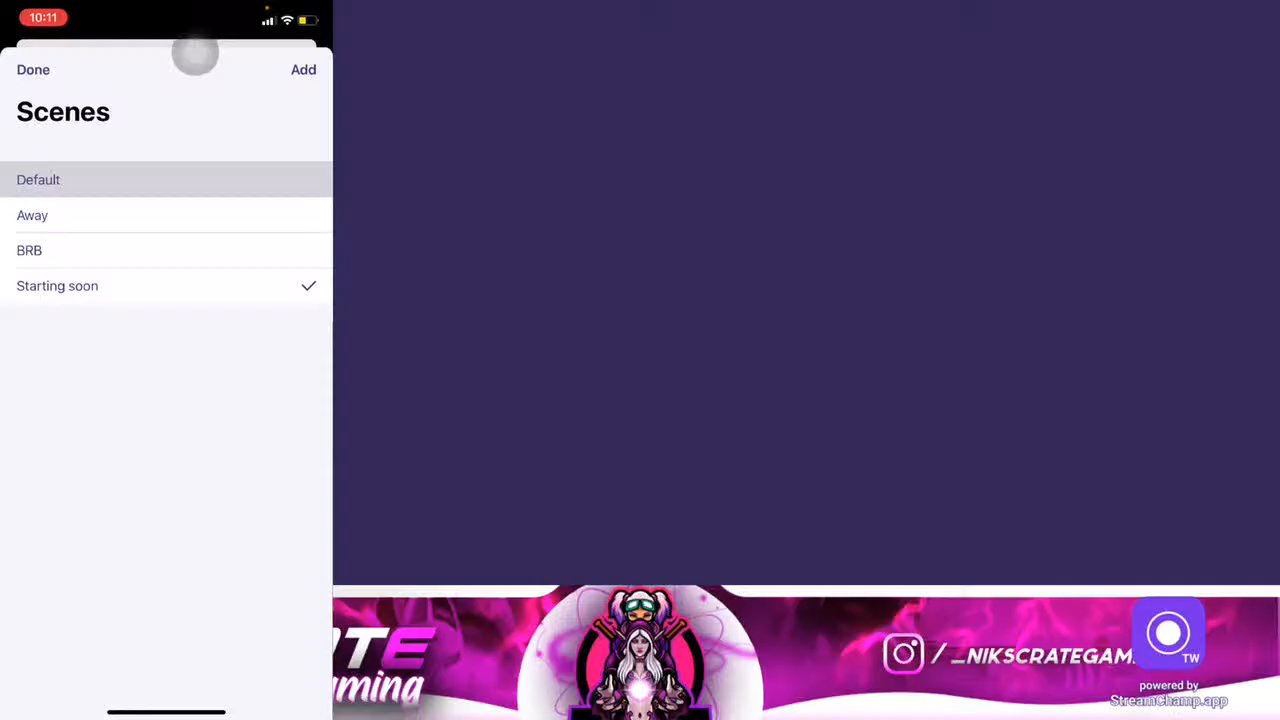 10:11
Done
Add
Scenes
Default
Away
BRB
Starting soon
TE
ming
/ _NIKSCRATEGAM
TW
powered by
StreamChamp.app